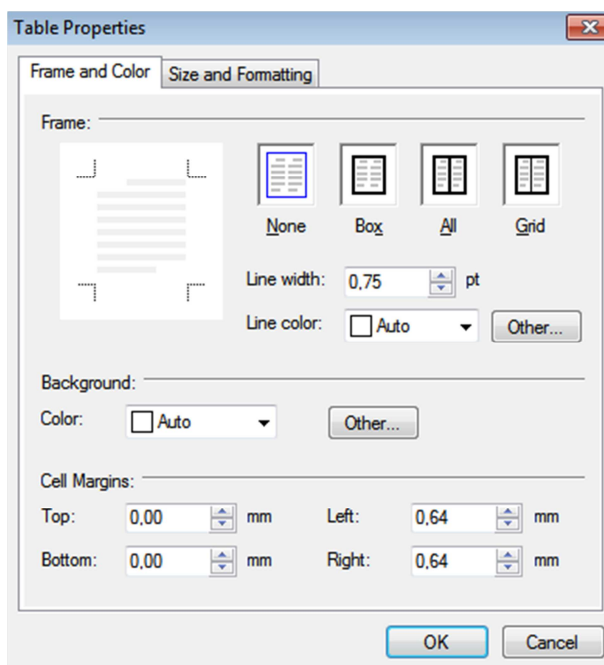 Table Properties
Frame and Color Size and Formatting
Frame:
None Box All Grid
Line width: 0,75 pt
Line color: Auto Other...
Background:
Color: Auto Other...
Cell Margins:
Top: 0,00 mm Left: 0,64 mm
Bottom: 0,00 mm Right: 0,64 mm
OK Cancel